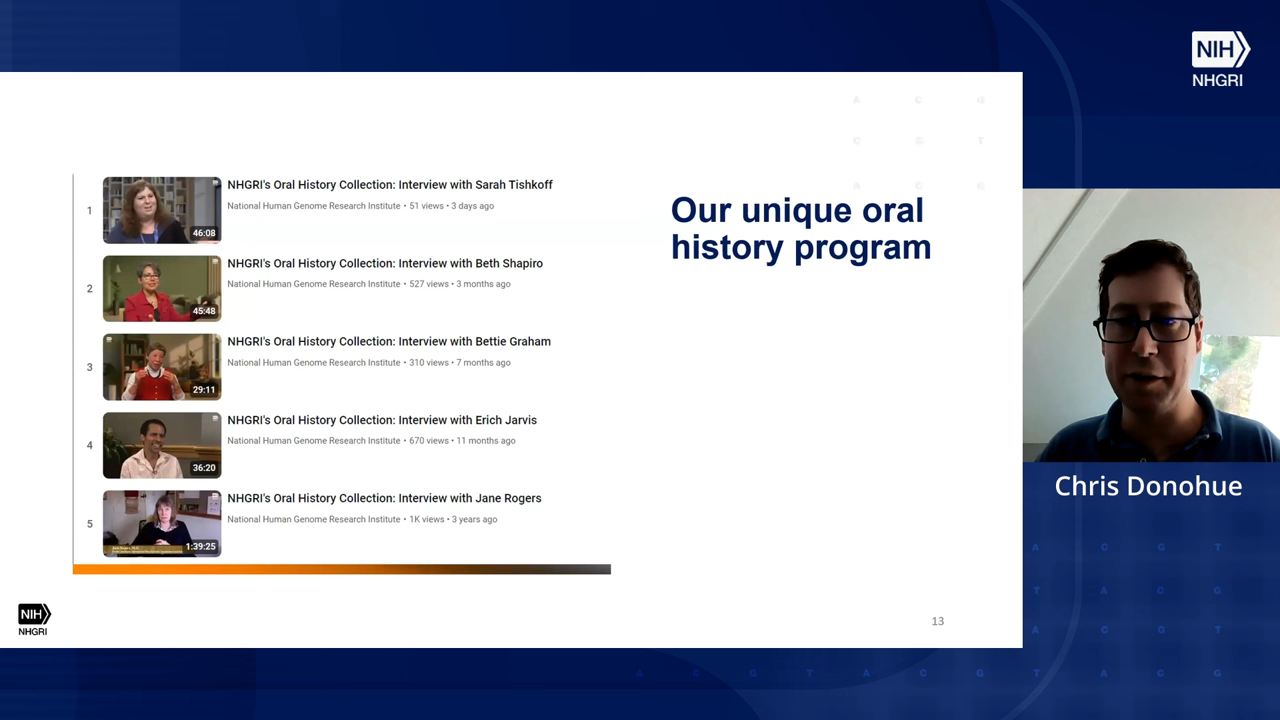 NIH
NHGRI
Our unique oral
history program
1
46:08
NHGRI's Oral History Collection: Interview with Sarah Tishkoff
National Human Genome Research Institute • 51 views • 3 days ago
2
45:48
NHGRI's Oral History Collection: Interview with Beth Shapiro
National Human Genome Research Institute • 527 views • 3 months ago
3
29:11
NHGRI's Oral History Collection: Interview with Bettie Graham
National Human Genome Research Institute • 310 views • 7 months ago
4
36:20
NHGRI's Oral History Collection: Interview with Erich Jarvis
National Human Genome Research Institute • 670 views • 11 months ago
5
1:39:25
NHGRI's Oral History Collection: Interview with Jane Rogers
National Human Genome Research Institute • 1K views • 3 years ago
NIH
NHGRI
13
Chris Donohue
A C G T
T A C G
A C G T
A C G T A C G T A C